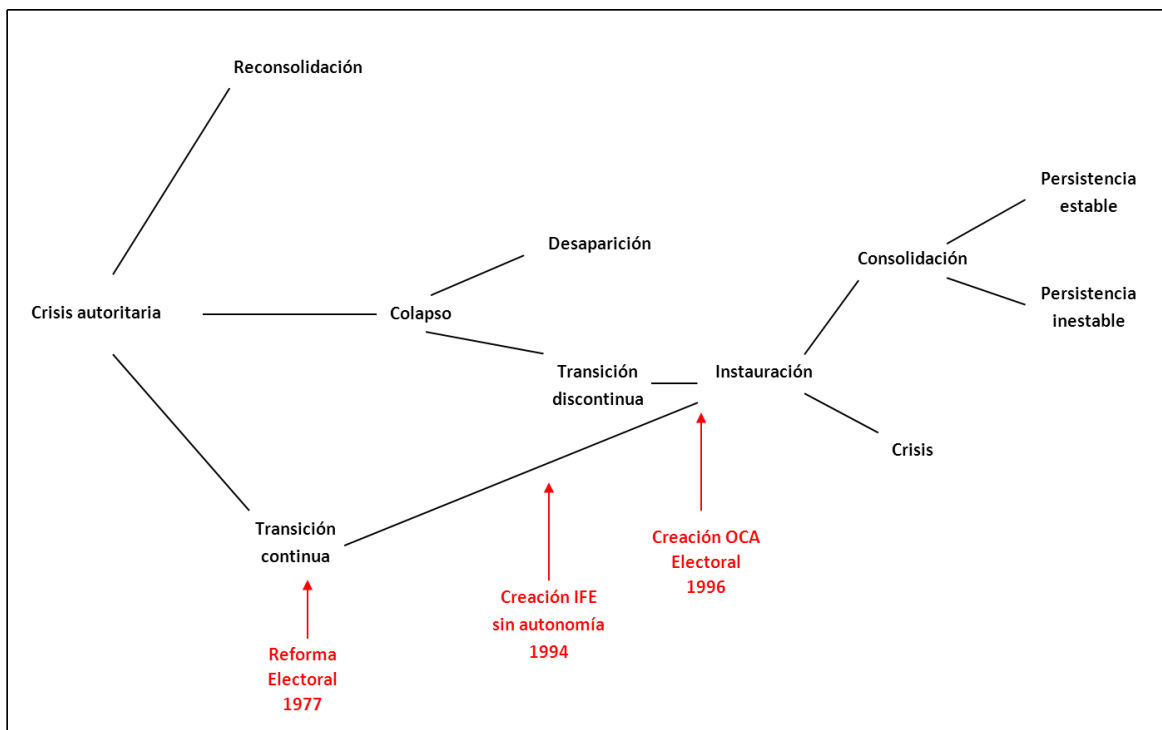 Reconsolidación
Persistencia
estable
Desaparición
Consolidación
Persistencia
inestable
Crisis autoritaria
Colapso
Transición
discontinua
Instauración
Crisis
Transición
continua
Creación OCA
Electoral
1996
Creación IFE
sin autonomía
1994
Reforma
Electoral
1977